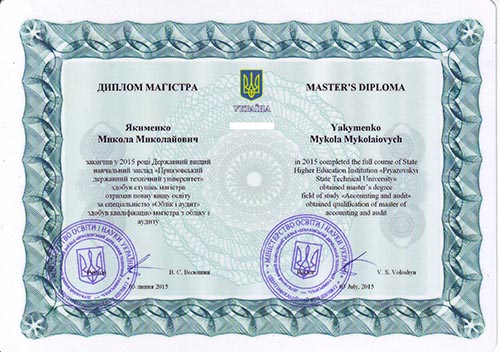 ДИПЛОМ МАГІСТРА
УКРАЇНА
Якименко
Микола Миколайович
закінчив у 2015 році Державний вищий
навчальний заклад «Приазовський
державний технічний університет»
здобув ступінь магістра
отримав повну вищу освіту
за спеціальністю «Облік і аудит»
здобув кваліфікацію магістра з обліку і
аудиту
МІНІСТЕРСТВО ОСВІТИ І НАУКИ УКРАЇНИ
В. С. Волошин
липня 2015
MASTER'S DIPLOMA
Yakymenko
Mykola Mykolaiovych
in 2015 completed the full course of State
Higher Education Institution «Pryazovskyi
State Technical University»
obtained master's degree
field of study «Accounting and audit»
obtained qualification of master of
accounting and audit
МІНІСТЕРСТВО ОСВІТИ І НАУКИ УКРАЇНИ
V. S. Voloshyn
July, 2015